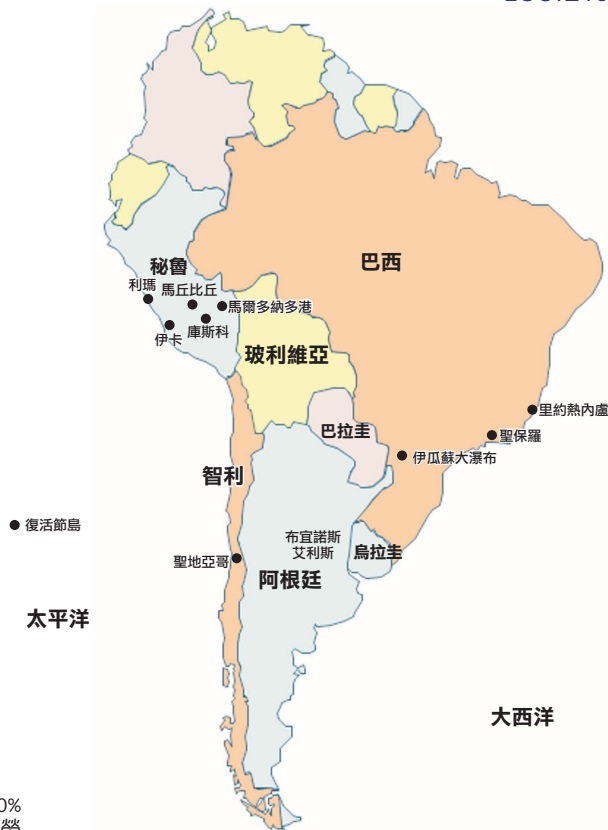 秘魯
巴西
利瑪
馬丘比丘
馬爾多納多港
庫斯科
伊卡
玻利維亞
里約熱內盧
巴拉圭
聖保羅
伊瓜蘇大瀑布
智利
復活節島
布宜諾斯
艾利斯
烏拉圭
聖地亞哥
阿根廷
太平洋
大西洋
0%